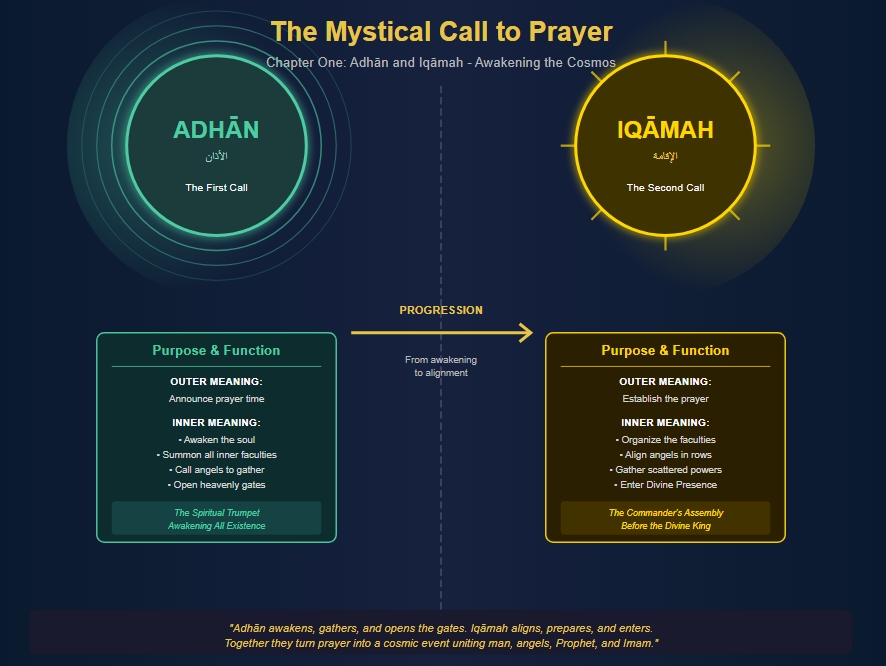 The Mystical Call to Prayer
Chapter One: Adhān and Iqāmah - Awakening the Cosmos
ADHĀN
الأذان
The First Call
IQĀMAH
الإقامة
The Second Call
PROGRESSION
From awakening
to alignment
Purpose & Function
OUTER MEANING:
Announce prayer time
INNER MEANING:
• Awaken the soul
• Summon all inner faculties
• Call angels to gather
• Open heavenly gates
The Spiritual Trumpet
Awakening All Existence
Purpose & Function
OUTER MEANING:
Establish the prayer
INNER MEANING:
• Organize the faculties
• Align angels in rows
• Gather scattered powers
• Enter Divine Presence
The Commander's Assembly
Before the Divine King
"Adhān awakens, gathers, and opens the gates. Iqāmah aligns, prepares, and enters.
Together they turn prayer into a cosmic event uniting man, angels, Prophet, and Imam."